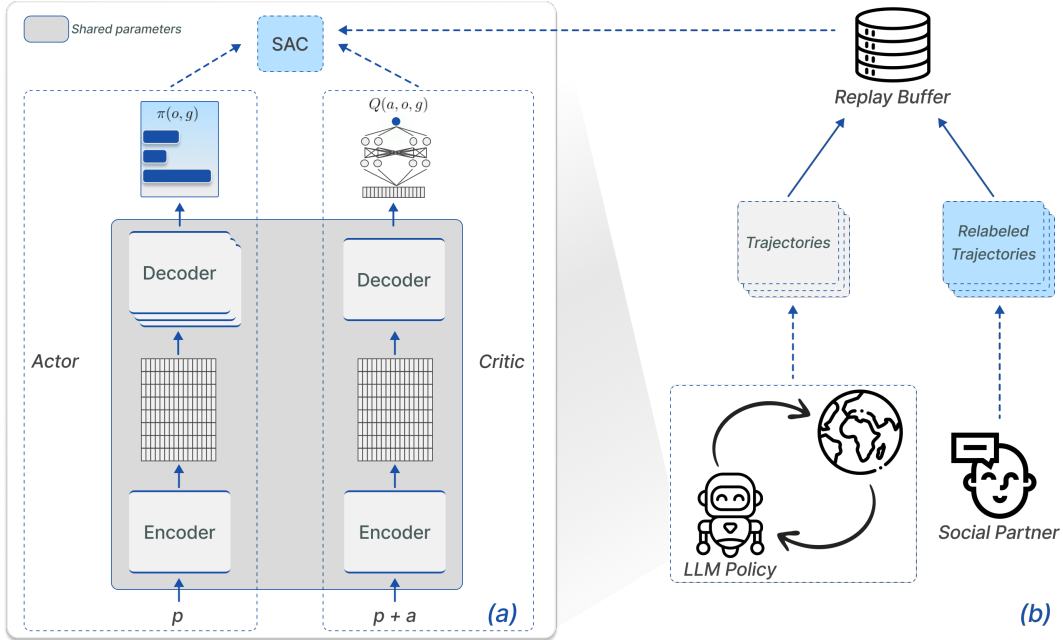 Shared parameters
SAC
π(o, g)
Q(a, o, g)
Decoder
Decoder
Actor
Critic
Encoder
Encoder
p
p + a
(a)
Replay Buffer
Trajectories
Relabeled
Trajectories
LLM Policy
Social Partner
(b)